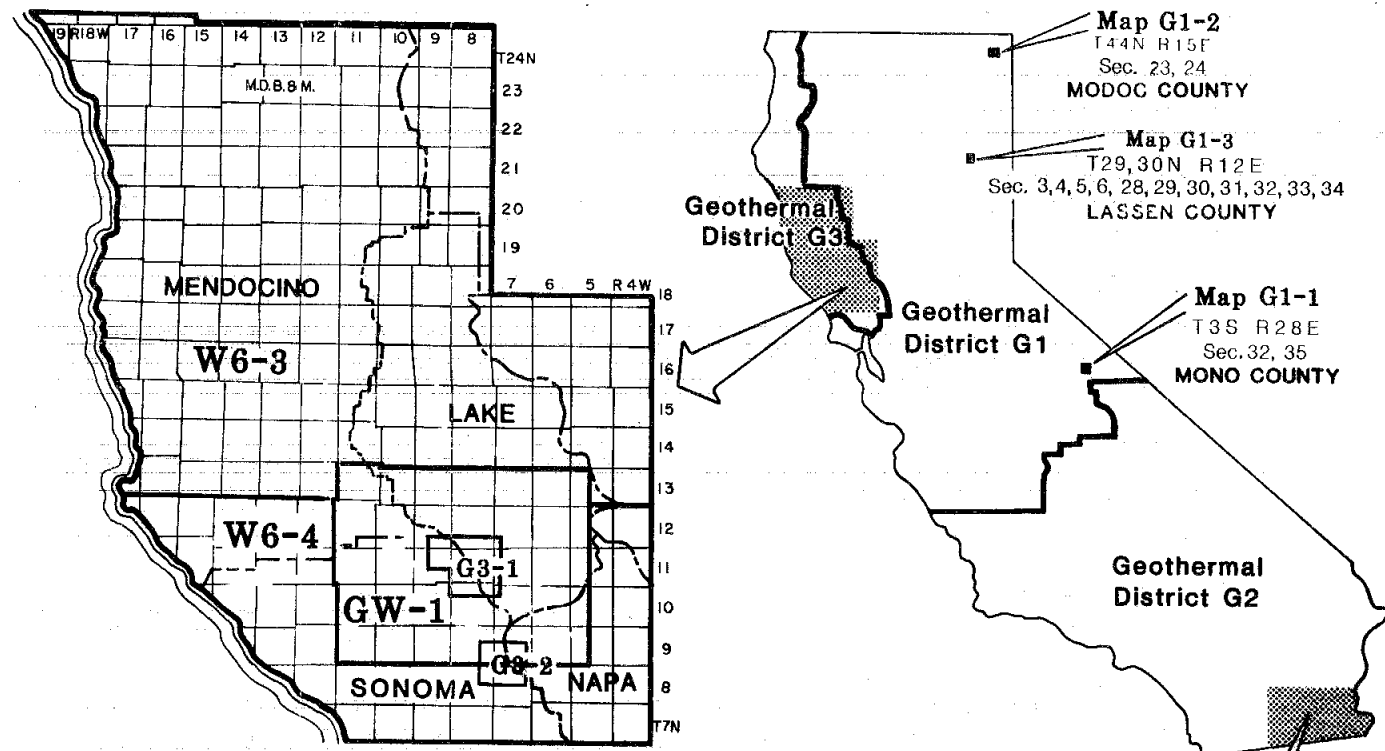 19 R18W 17 16 15 14 13 12 11 10 9 8
T24N
M.D.B.& M.
23
22
21
20
19
MENDOCINO
7 6 5 R4W
18
17
W6-3
16
LAKE
15
14
13
W6-4
12
G3-1
11
GW-1
10
9
G3-2
SONOMA
NAPA
8
T7N
Map G1-2
T44N R15E
Sec. 23, 24
MODOC COUNTY
Map G1-3
T29,30N R12E
Sec. 3,4,5,6, 28,29,30,31,32,33,34
LASSEN COUNTY
Geothermal
District G3
Geothermal
District G1
Map G1-1
T3S R28E
Sec.32, 35
MONO COUNTY
Geothermal
District G2